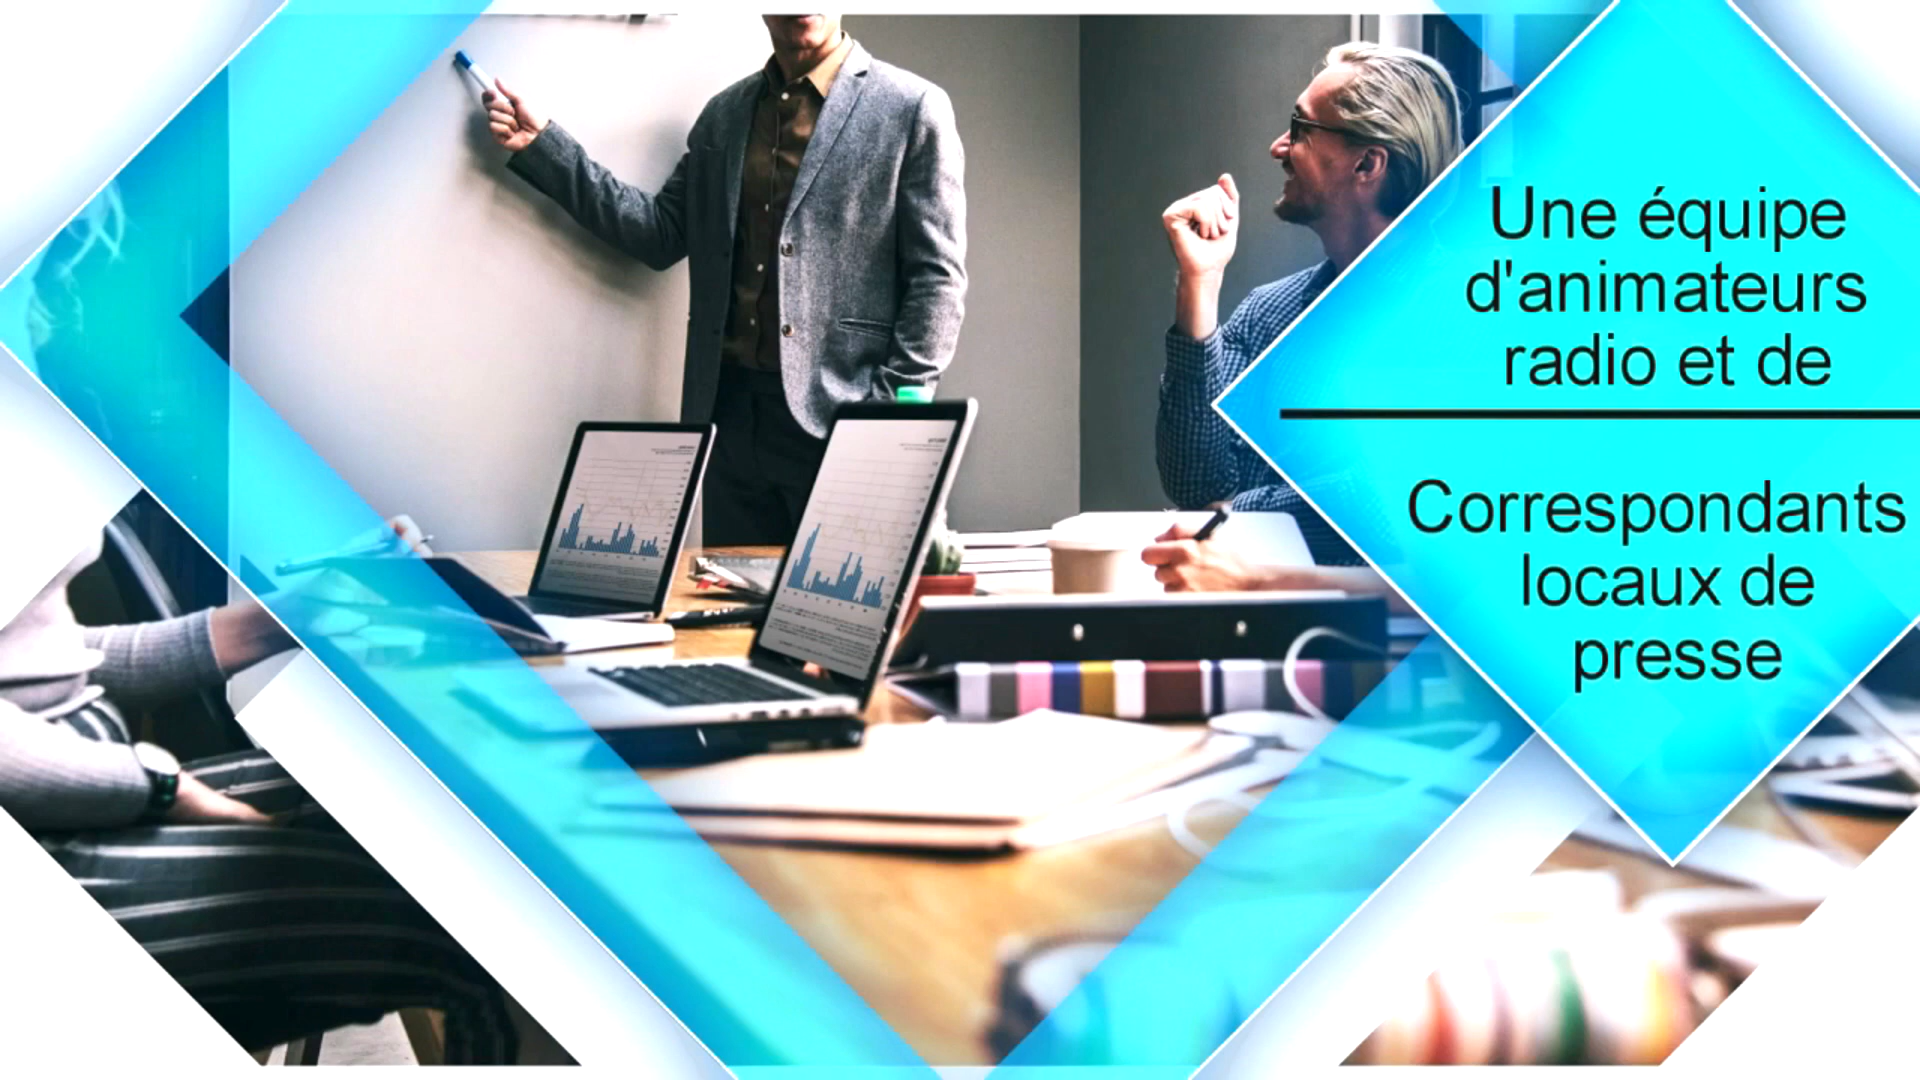 Une équipe
d'animateurs
radio et de
Correspondants
locaux de
presse